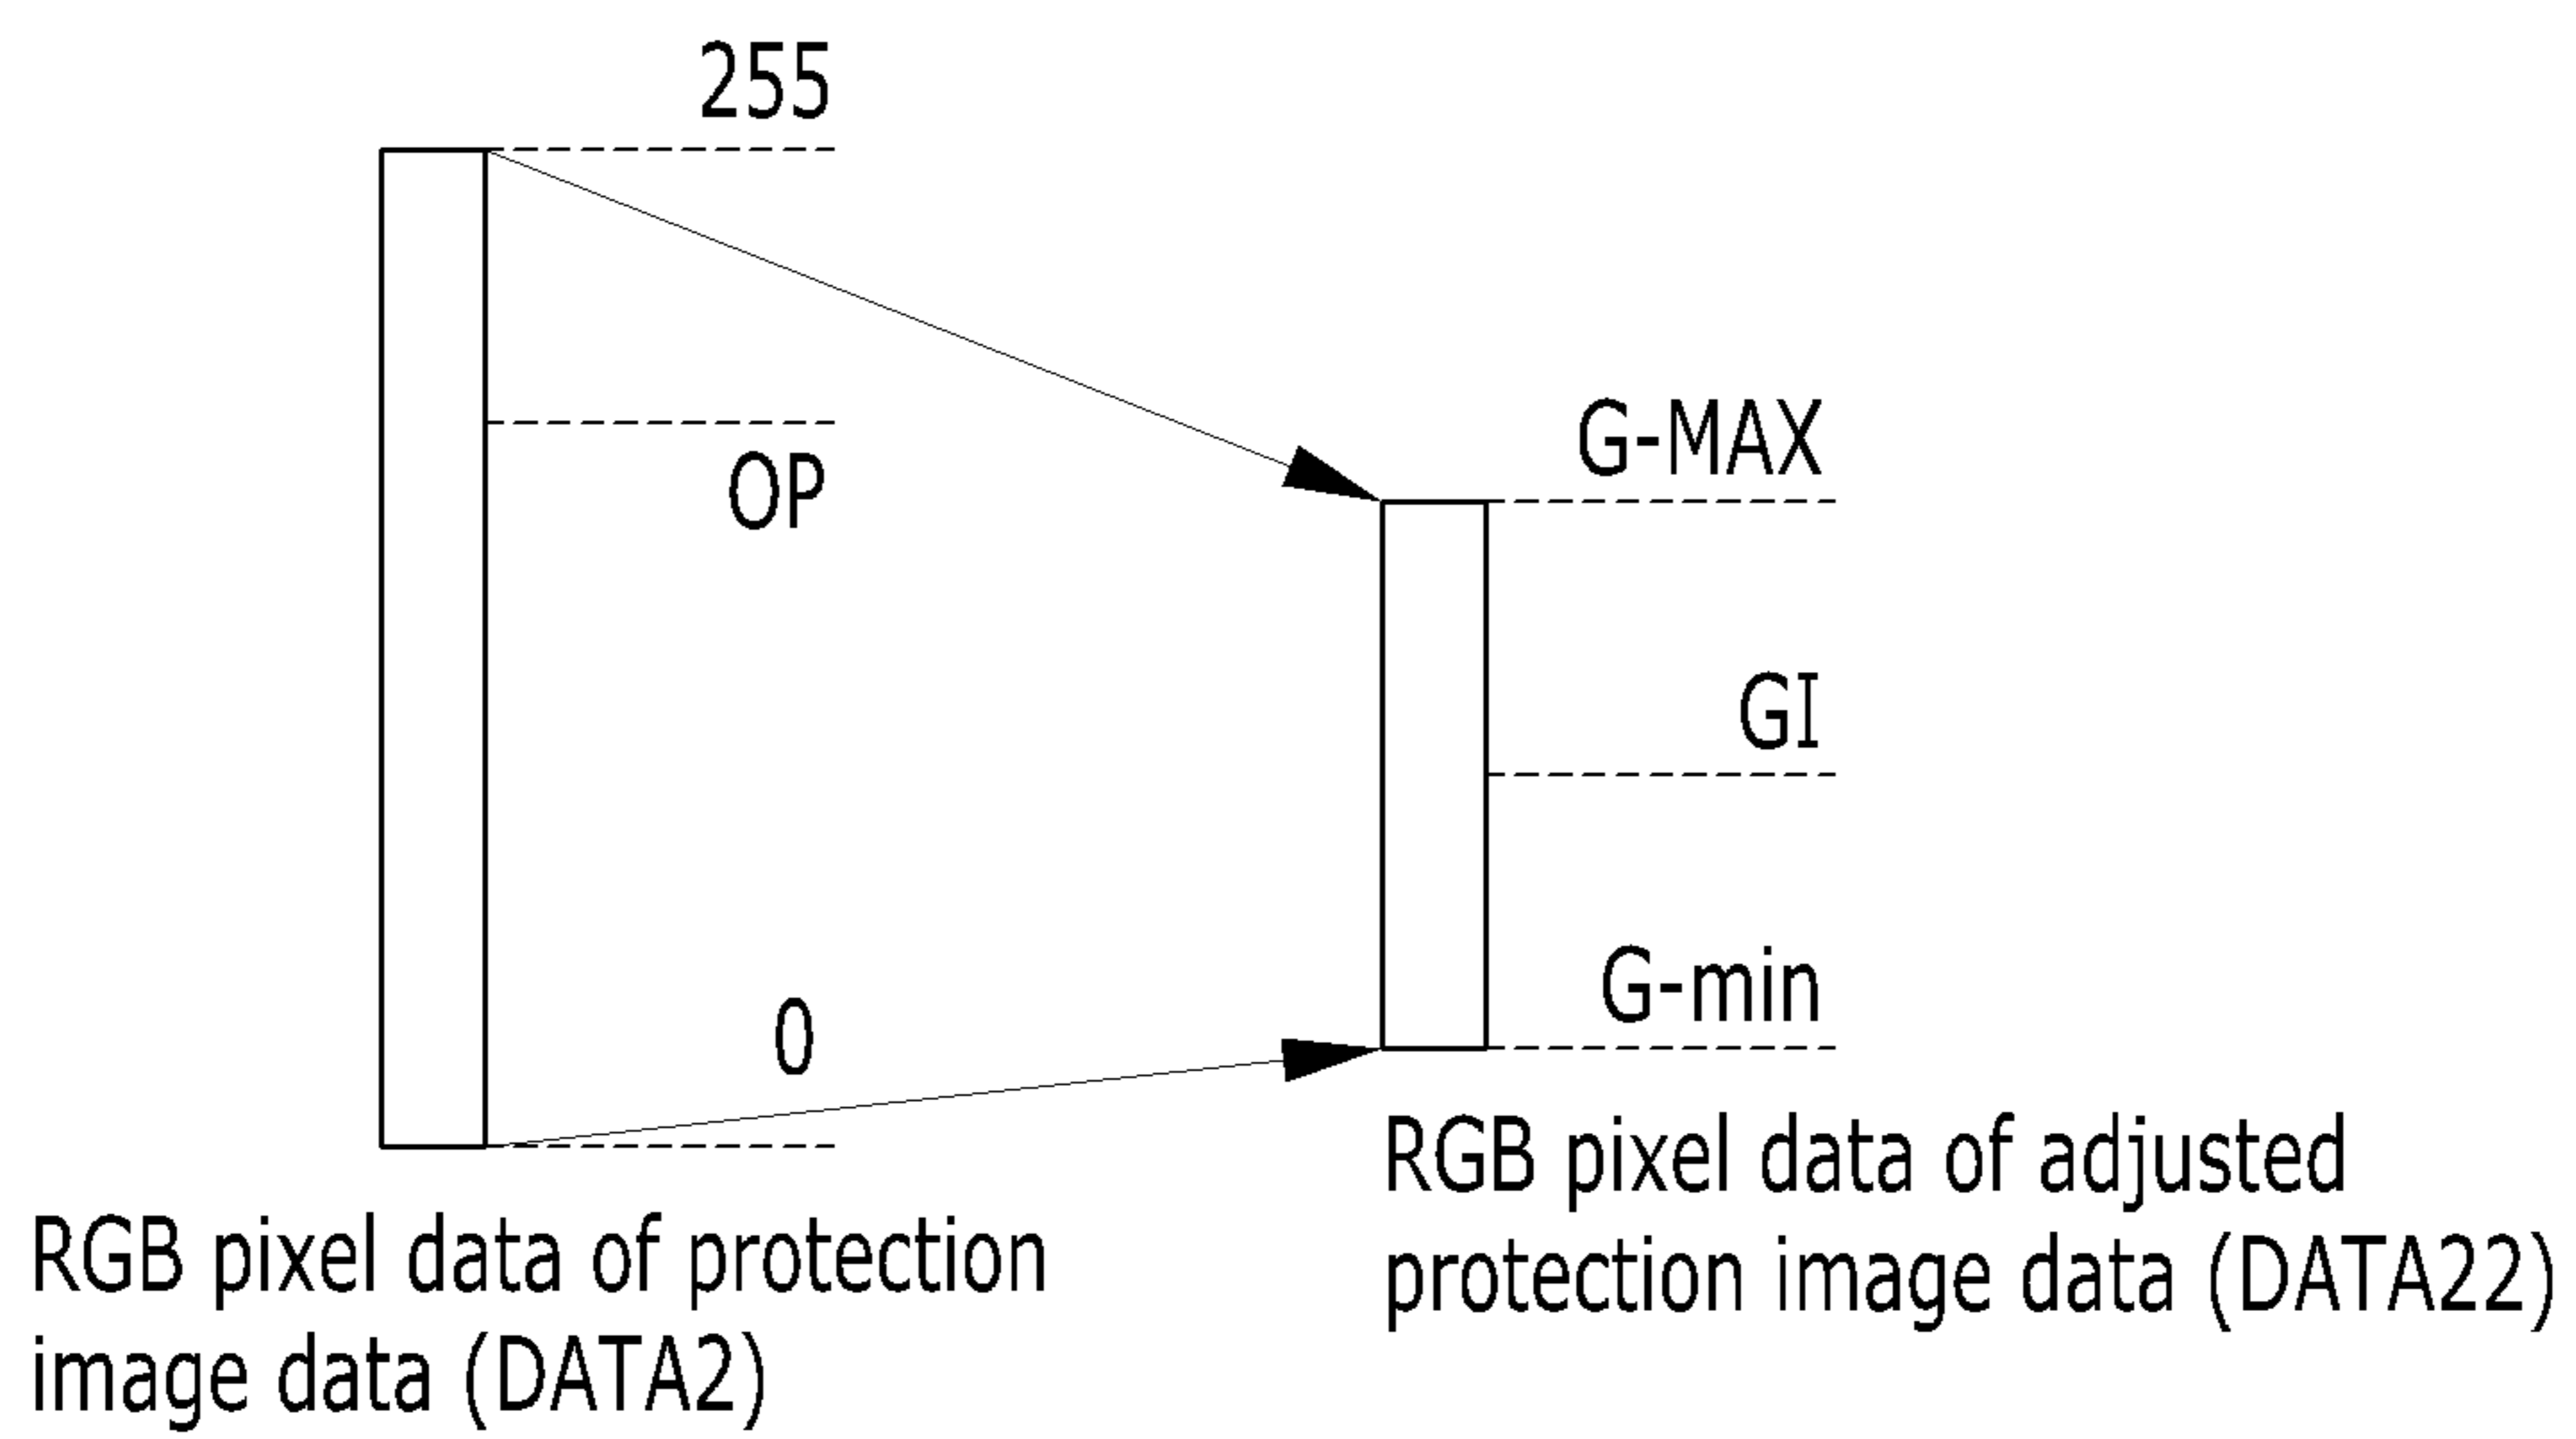 255
OP
0
RGB pixel data of protection
image data (DATA2)
G-MAX
GI
G-min
RGB pixel data of adjusted
protection image data (DATA22)